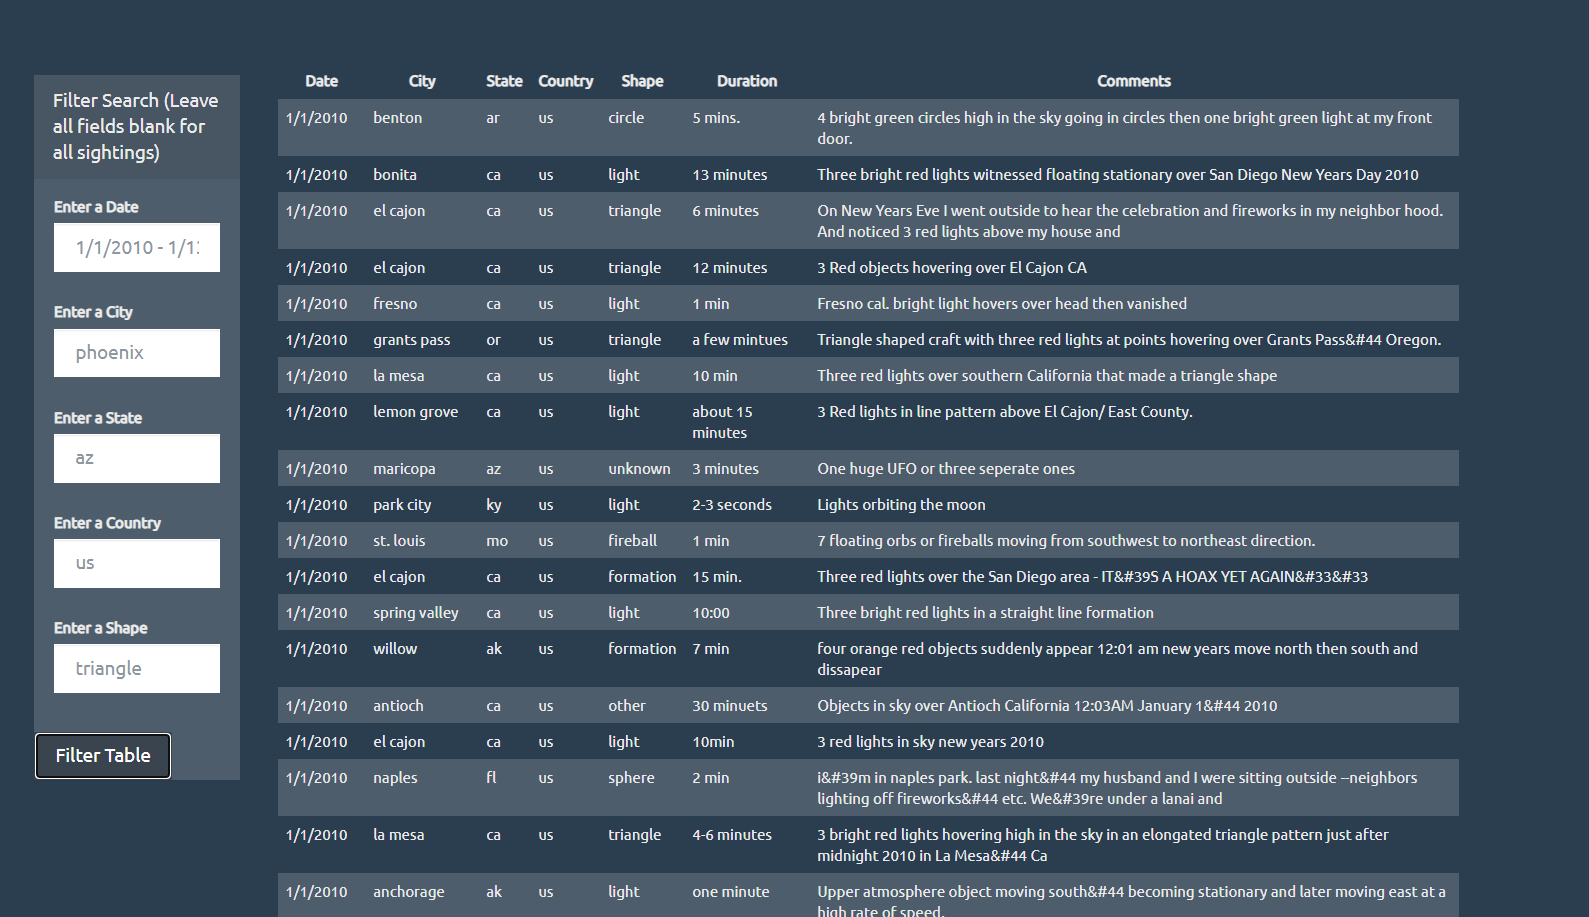 Filter Search (Leave
all fields blank for
all sightings)
Enter a Date
1/1/2010 - 1/1
Enter a City
phoenix
Enter a State
az
Enter a Country
us
Enter a Shape
triangle
Filter Table
Date City State Country Shape Duration Comments
1/1/2010 benton ar us circle 5 mins. 4 bright green circles high in the sky going in circles then one bright green light at my front
door.
1/1/2010 bonita ca us light 13 minutes Three bright red lights witnessed floating stationary over San Diego New Years Day 2010
1/1/2010 el cajon ca us triangle 6 minutes On New Years Eve I went outside to hear the celebration and fireworks in my neighbor hood.
And noticed 3 red lights above my house and
1/1/2010 el cajon ca us triangle 12 minutes 3 Red objects hovering over El Cajon CA
1/1/2010 fresno ca us light 1 min Fresno cal. bright light hovers over head then vanished
1/1/2010 grants pass or us triangle a few mintues Triangle shaped craft with three red lights at points hovering over Grants Pass&#44 Oregon.
1/1/2010 la mesa ca us light 10 min Three red lights over southern California that made a triangle shape
1/1/2010 lemon grove ca us light about 15 3 Red lights in line pattern above El Cajon/ East County.
minutes
1/1/2010 maricopa az us unknown 3 minutes One huge UFO or three seperate ones
1/1/2010 park city ky us light 2-3 seconds Lights orbiting the moon
1/1/2010 st. louis mo us fireball 1 min 7 floating orbs or fireballs moving from southwest to northeast direction.
1/1/2010 el cajon ca us formation 15 min. Three red lights over the San Diego area - IT&#39S A HOAX YET AGAIN&#33&#33
1/1/2010 spring valley ca us light 10:00 Three bright red lights in a straight line formation
1/1/2010 willow ak us formation 7 min four orange red objects suddenly appear 12:01 am new years move north then south and
dissapear
1/1/2010 antioch ca us other 30 minuets Objects in sky over Antioch California 12:03AM January 1&#44 2010
1/1/2010 el cajon ca us light 10min 3 red lights in sky new years 2010
1/1/2010 naples fl us sphere 2 min i&#39m in naples park. last night&#44 my husband and I were sitting outside --neighbors
lighting off fireworks&#44 etc. We&#39re under a lanai and
1/1/2010 la mesa ca us triangle 4-6 minutes 3 bright red lights hovering high in the sky in an elongated triangle pattern just after
midnight 2010 in La Mesa&#44 Ca
1/1/2010 anchorage ak us light one minute Upper atmosphere object moving south&#44 becoming stationary and later moving east at a
high rate of speed.